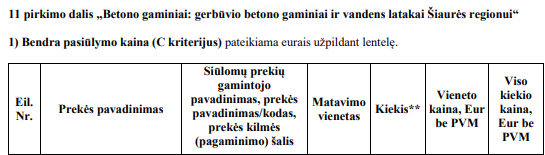 11 pirkimo dalis „Betono gaminiai: gerbūvio betono gaminiai ir vandens latakai Šiaurės regionui“
1) Bendra pasiūlymo kaina (C kriterijus) pateikiama eurais užpildant lentelę.
Eil.
Nr.
Prekės pavadinimas
Siūlomų prekių
gamintojo
pavadinimas, prekės
pavadinimas/kodas,
prekės kilmės
(pagaminimo) šalis
Matavimo
vienetas
Kiekis**
Vieneto
kaina, Eur
be PVM
Viso
kiekio
kaina,
Eur be
PVM